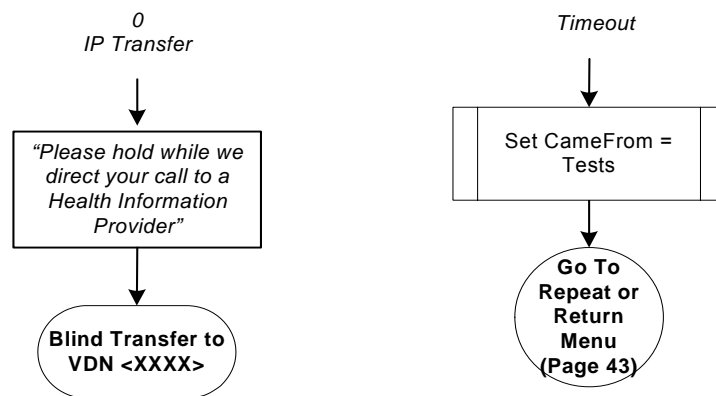 0
IP Transfer
“Please hold while we
direct your call to a
Health Information
Provider”
Blind Transfer to
VDN <XXXX>
Timeout
Set CameFrom =
Tests
Go To
Repeat or
Return
Menu
(Page 43)